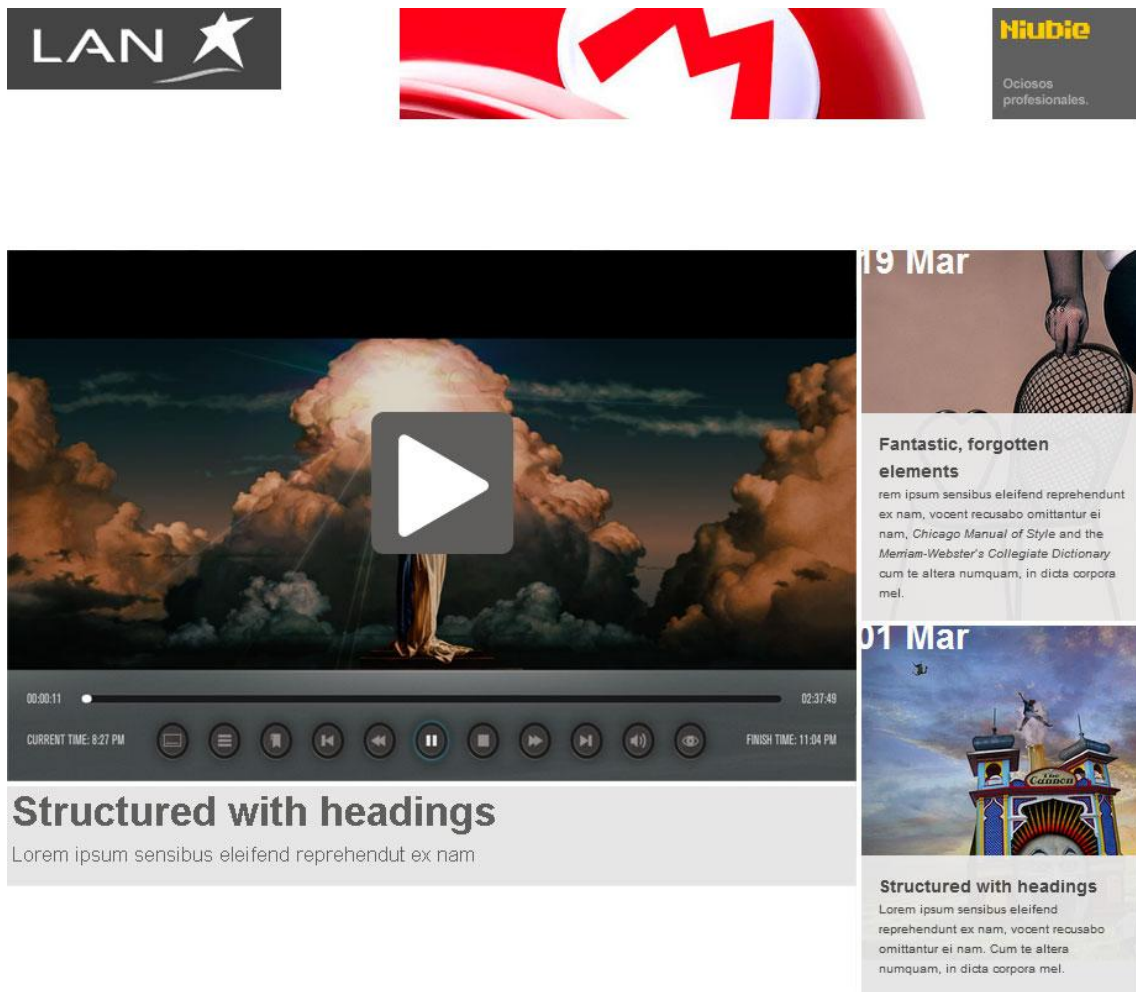 LAN
Niubie
Ociosos
profesionales.
00:00:11
02:37:49
CURRENT TIME: 8:27 PM
FINISH TIME: 11:04 PM
Structured with headings
Lorem ipsum sensibus eleifend reprehendut ex nam
19 Mar
Fantastic, forgotten
elements
rem ipsum sensibus eleifend reprehendunt
ex nam, vocent recusabo omittantur ei
nam, Chicago Manual of Style and the
Merriam-Webster's Collegiate Dictionary
cum te altera numquam, in dicta corpora
mel.
01 Mar
The
Cannon
Structured with headings
Lorem ipsum sensibus eleifend
reprehendunt ex nam, vocent recusabo
omittantur ei nam. Cum te altera
numquam, in dicta corpora mel.